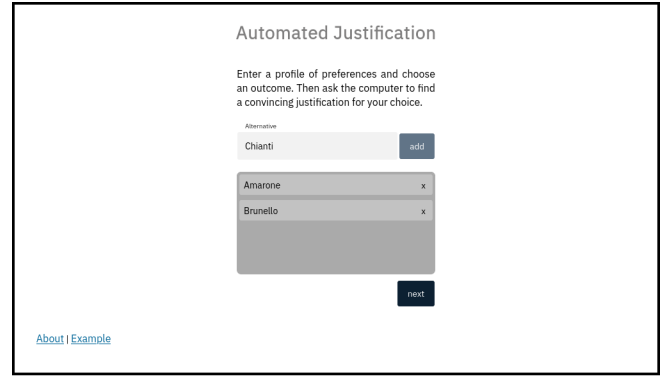 Automated Justification
Enter a profile of preferences and choose
an outcome. Then ask the computer to find
a convincing justification for your choice.
Alternative
Chianti
add
Amarone x
Brunello x
next
About | Example